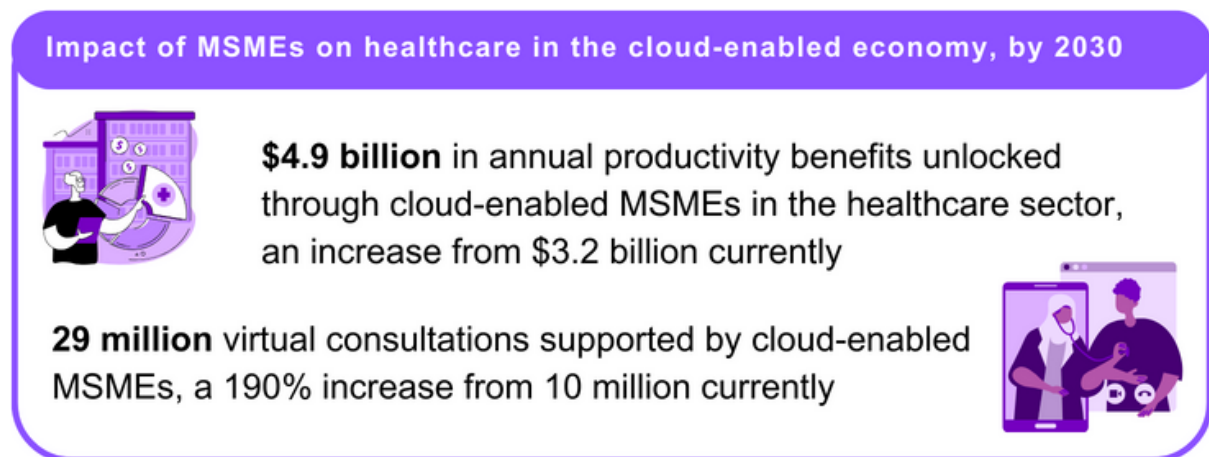 Impact of MSMEs on healthcare in the cloud-enabled economy, by 2030
$4.9 billion in annual productivity benefits unlocked
through cloud-enabled MSMEs in the healthcare sector,
an increase from $3.2 billion currently
29 million virtual consultations supported by cloud-enabled
MSMEs, a 190% increase from 10 million currently